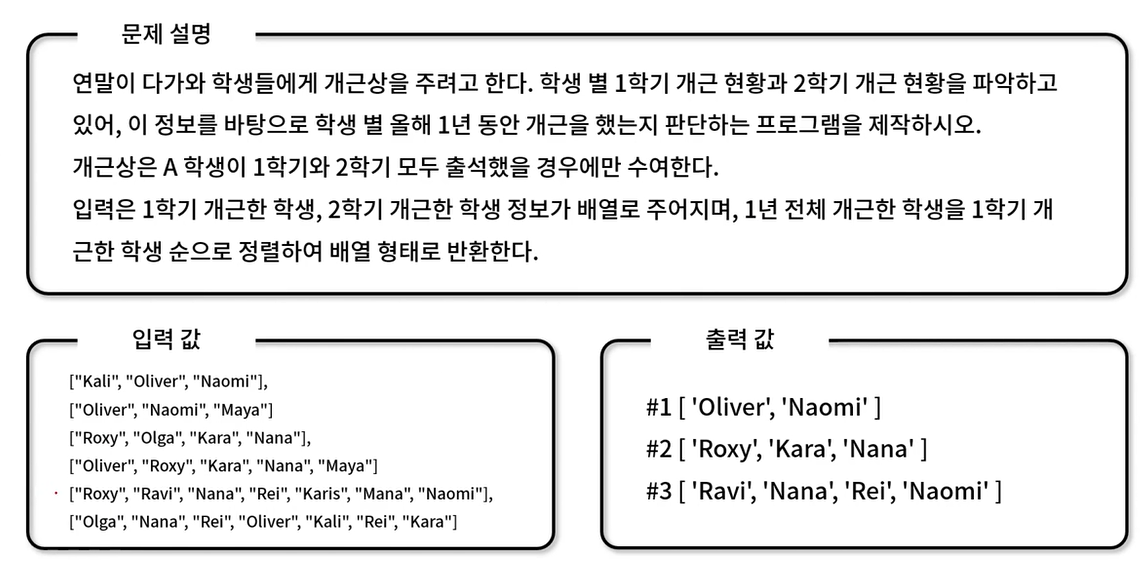 문제 설명
연말이 다가와 학생들에게 개근상을 주려고 한다. 학생 별 1학기 개근 현황과 2학기 개근 현황을 파악하고
있어, 이 정보를 바탕으로 학생 별 올해 1년 동안 개근을 했는지 판단하는 프로그램을 제작하시오.
개근상은 A 학생이 1학기와 2학기 모두 출석했을 경우에만 수여한다.
입력은 1학기 개근한 학생, 2학기 개근한 학생 정보가 배열로 주어지며, 1년 전체 개근한 학생을 1학기 개
근한 학생 순으로 정렬하여 배열 형태로 반환한다.
입력 값
["Kali", "Oliver", "Naomi"],
["Oliver", "Naomi", "Maya"]
["Roxy", "Olga", "Kara", "Nana"],
["Oliver", "Roxy", "Kara", "Nana", "Maya"]
["Roxy", "Ravi", "Nana", "Rei", "Karis", "Mana", "Naomi"],
["Olga", "Nana", "Rei", "Oliver", "Kali", "Rei", "Kara"]
출력 값
#1 [ 'Oliver', 'Naomi' ]
#2 [ 'Roxy', 'Kara', 'Nana' ]
#3 [ 'Ravi', 'Nana', 'Rei', 'Naomi' ]